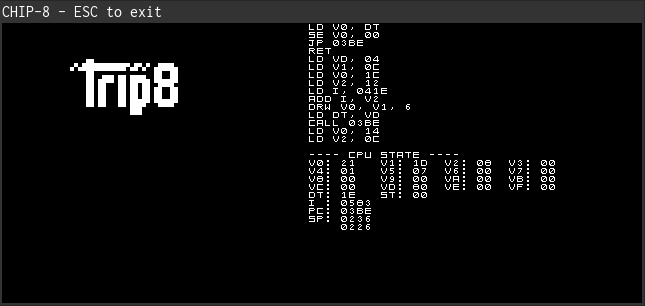 CHIP-8 - ESC to exit
Trip8
LD V0, DT
SE V0, 00
JP 03BE
RET
LD VD, 04
LD V1, 0C
LD V0, 1C
LD V2, 12
LD I, 041E
ADD I, V2
DRW V0, V1, 6
LD DT, VD
CALL 03BE
LD V0, 14
LD V2, 0C
---- CPU STATE ----
V0: 21 V1: 1D V2: 08 V3: 00
V4: 01 V5: 07 V6: 00 V7: 00
V8: 00 V9: 00 VA: 00 VB: 00
VC: 00 VD: 80 VE: 00 VF: 00
DT: 1E ST: 00
I : 0583
PC: 03BE
SP: 0236
0226